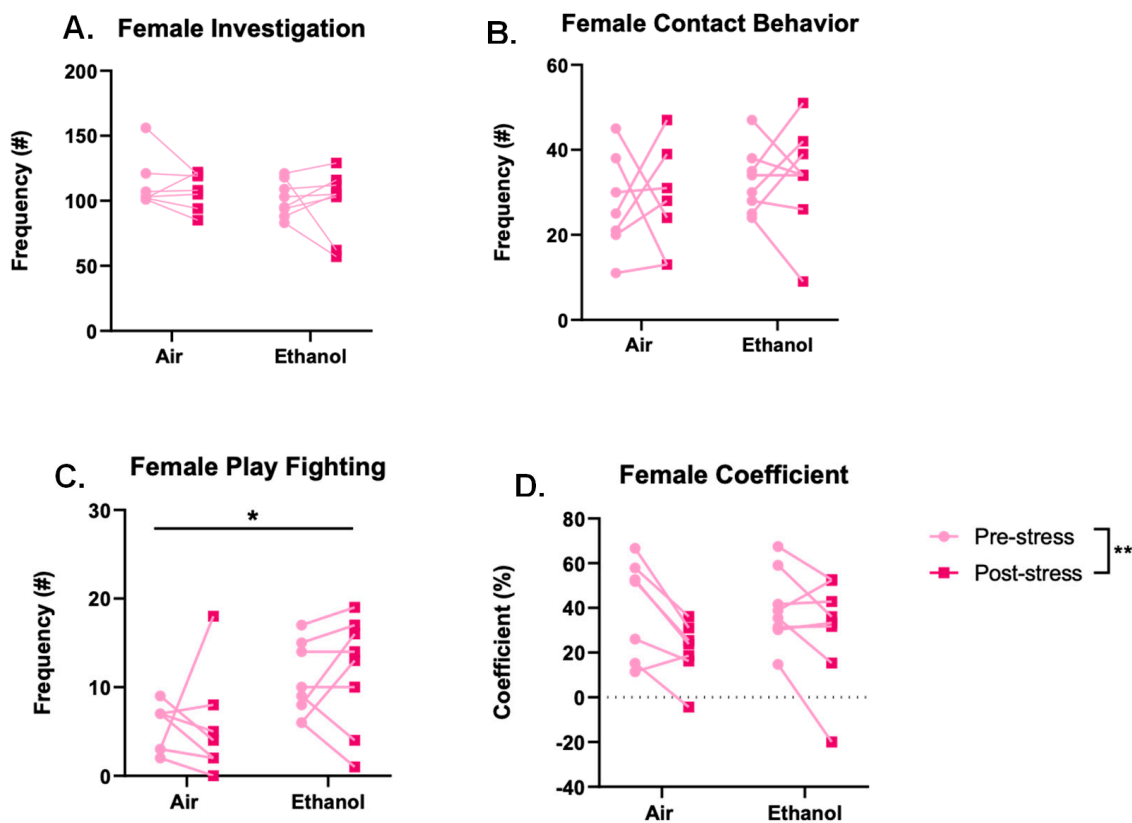 A. Female Investigation
Frequency (#)
200
150
100
50
0
Air Ethanol
B. Female Contact Behavior
Frequency (#)
60
40
20
0
Air Ethanol
C. Female Play Fighting
Frequency (#)
30
20
10
0
*
Air Ethanol
D. Female Coefficient
Coefficient (%)
80
60
40
20
0
-20
-40
Air Ethanol
Pre-stress
Post-stress
**